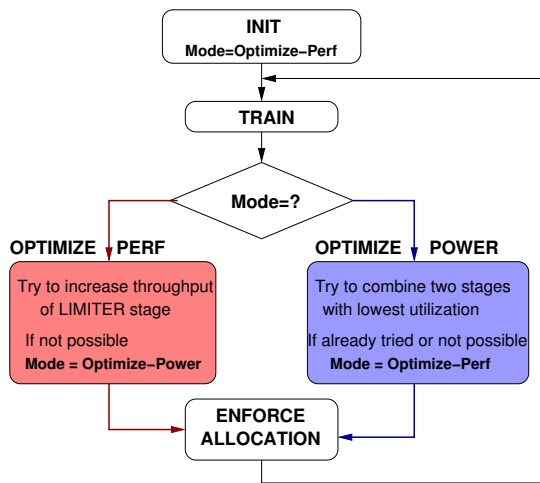 INIT
Mode=Optimize−Perf
TRAIN
Mode=?
OPTIMIZE PERF
Try to increase throughput
of LIMITER stage
If not possible
Mode = Optimize−Power
OPTIMIZE POWER
Try to combine two stages
with lowest utilization
If already tried or not possible
Mode = Optimize−Perf
ENFORCE
ALLOCATION